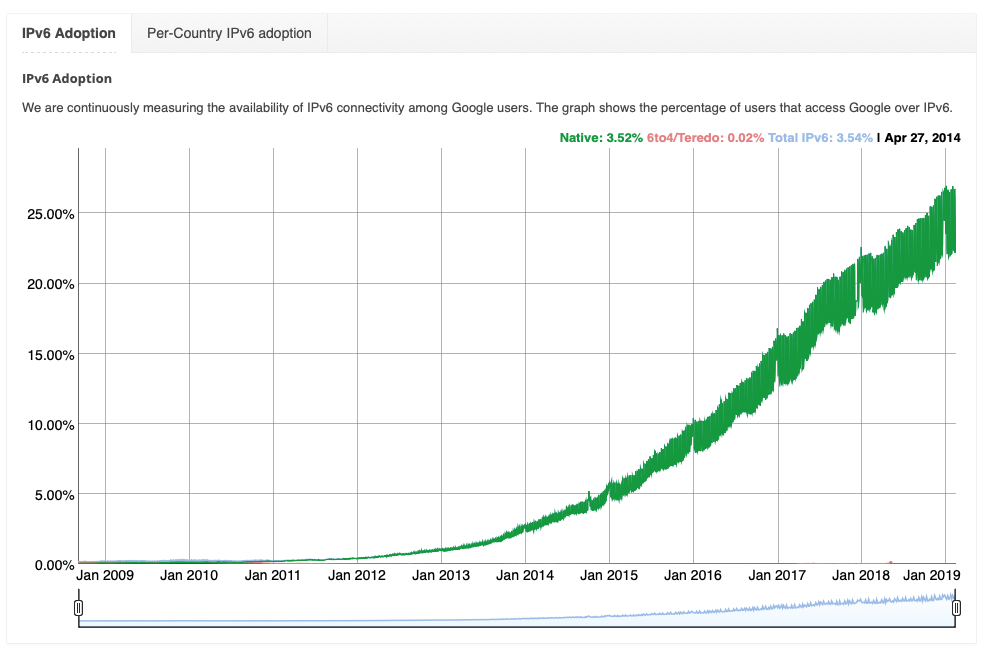 IPv6 Adoption
Per-Country IPv6 adoption
IPv6 Adoption
We are continuously measuring the availability of IPv6 connectivity among Google users. The graph shows the percentage of users that access Google over IPv6.
Native: 3.52% 6to4/Teredo: 0.02% Total IPv6: 3.54% | Apr 27, 2014
25.00%
20.00%
15.00%
10.00%
5.00%
0.00%
Jan 2009 Jan 2010 Jan 2011 Jan 2012 Jan 2013 Jan 2014 Jan 2015 Jan 2016 Jan 2017 Jan 2018 Jan 2019